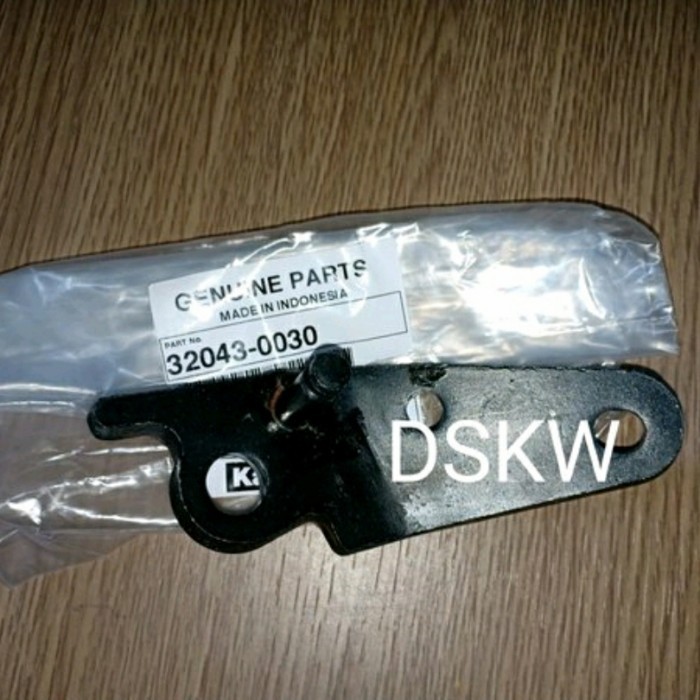 GENUINE PARTS
MADE IN INDONESIA
PART No.
32043-0030
DSKW